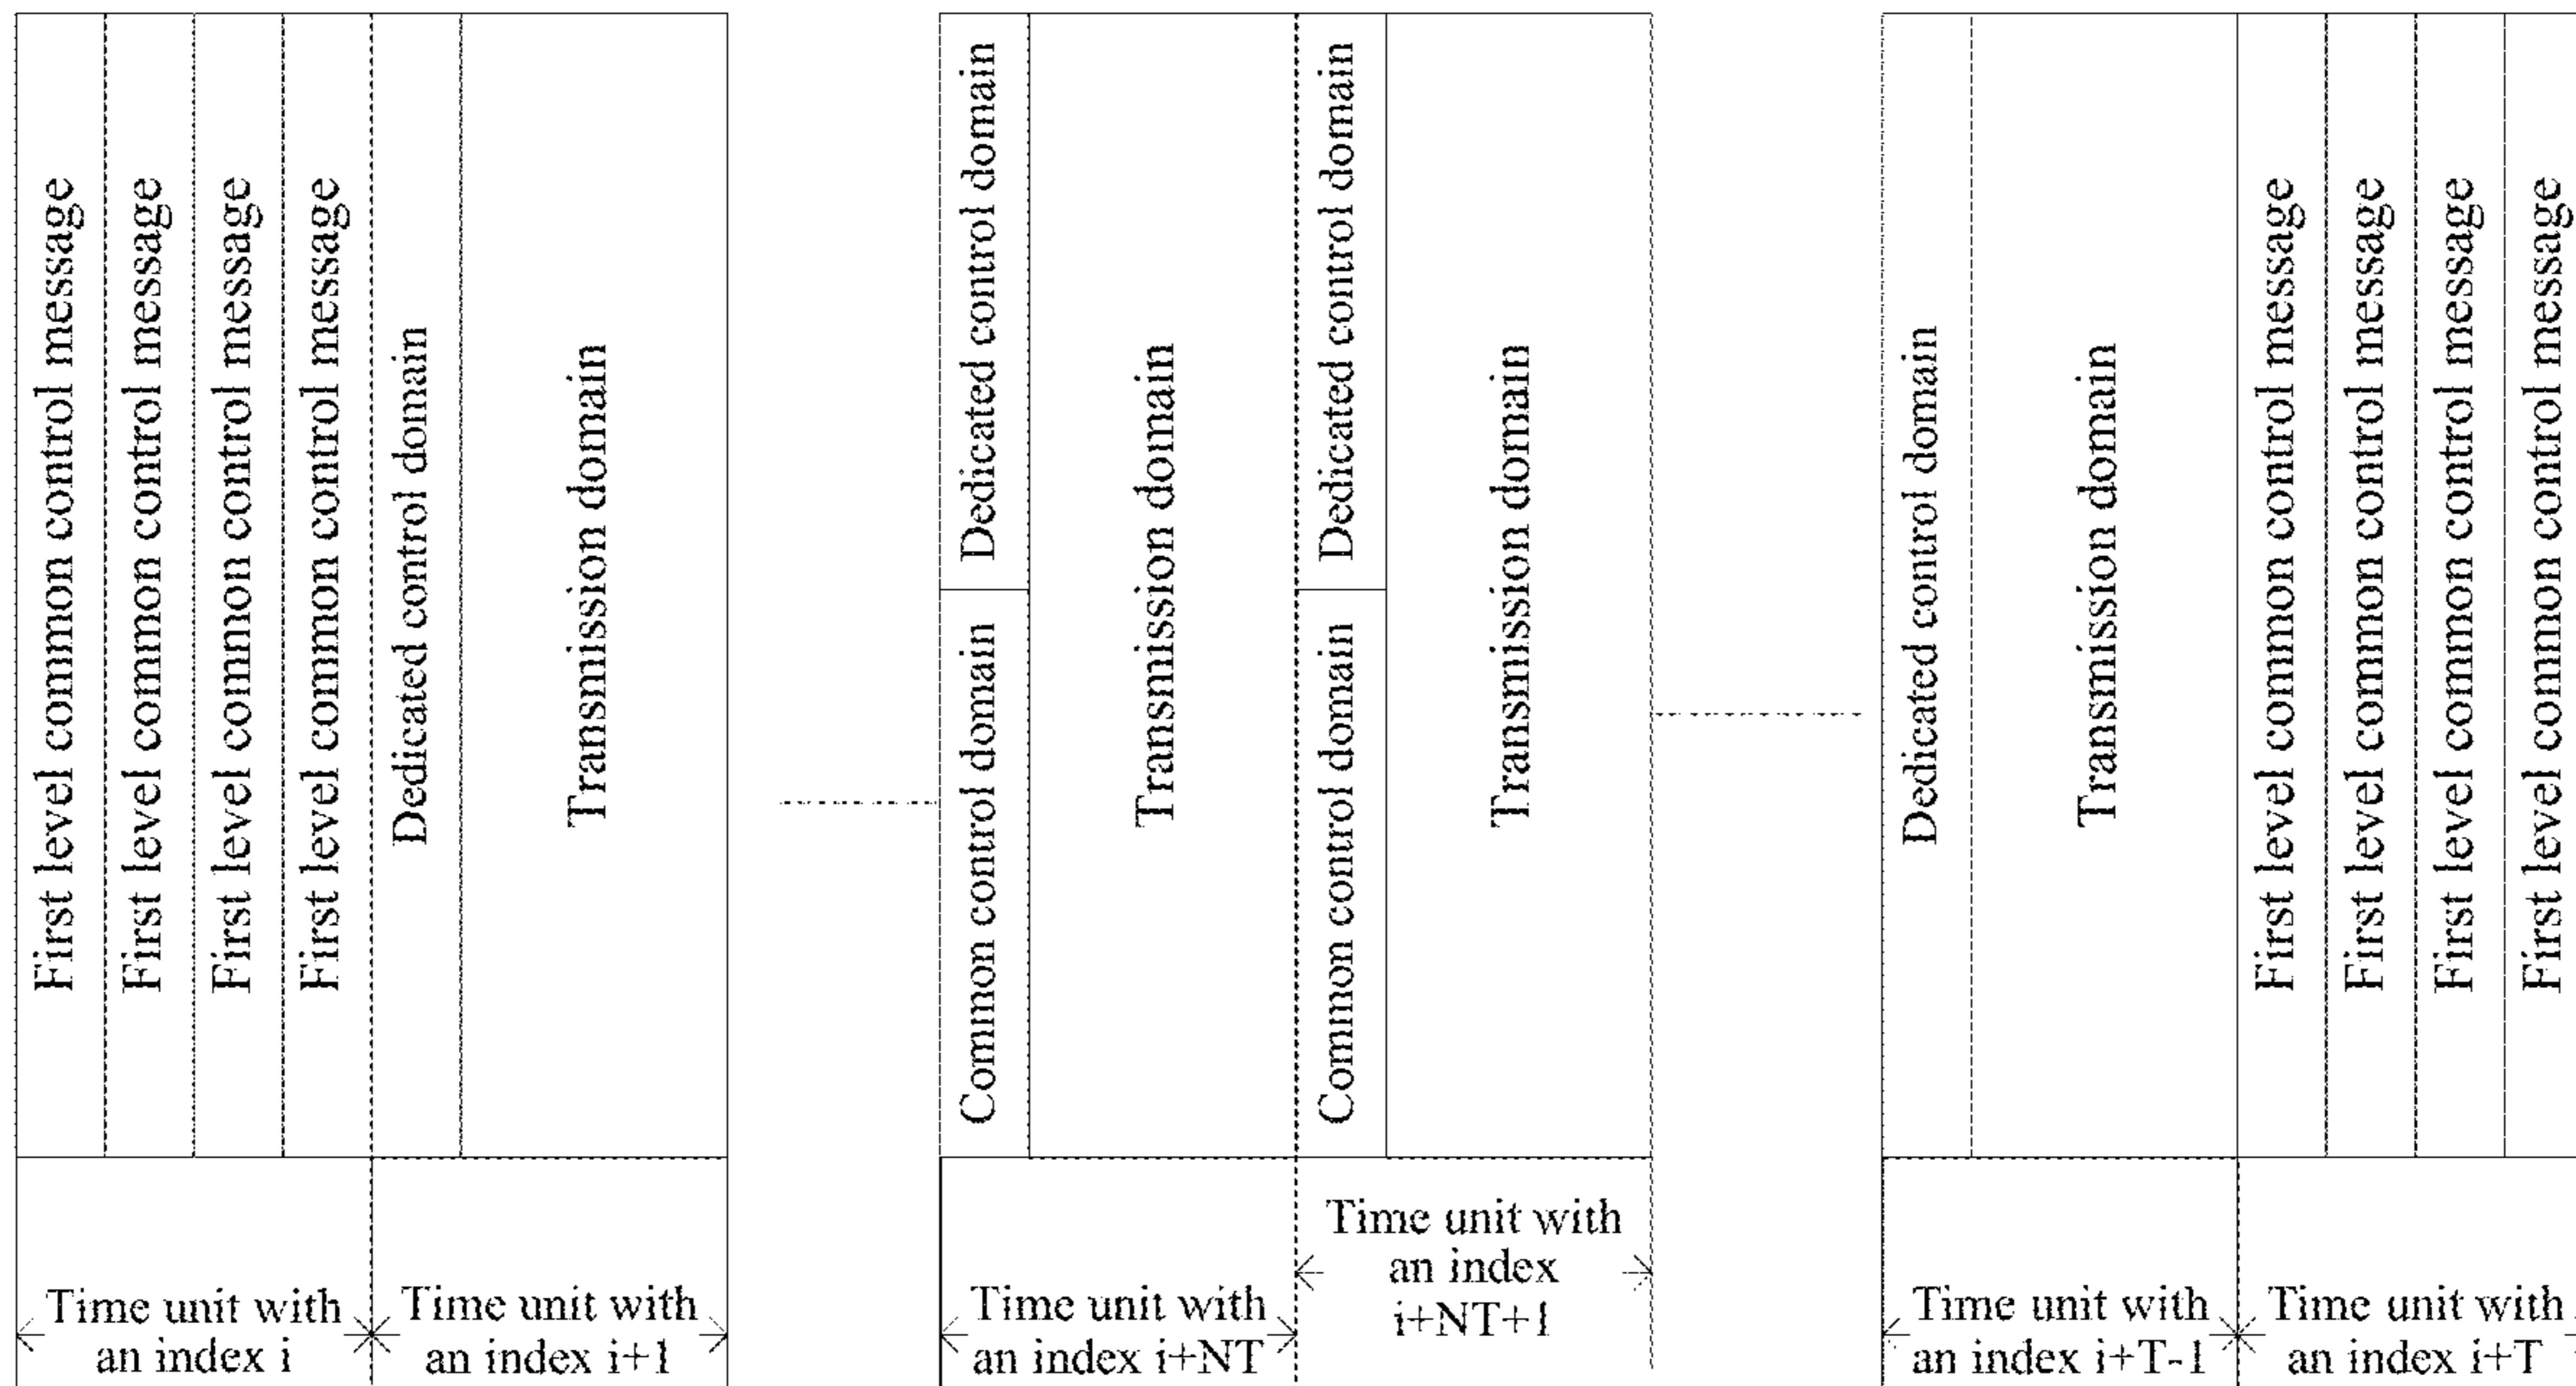 First level common control message
First level common control message
First level common control message
First level common control message
Dedicated control domain
Transmission domain
Dedicated control domain
Common control domain
Transmission domain
Dedicated control domain
Common control domain
Transmission domain
Dedicated control domain
Transmission domain
First level common control message
First level common control message
First level common control message
First level common control message
Time unit with
an index i
Time unit with
an index i+1
Time unit with
an index i+NT
Time unit with
an index
i+NT+1
Time unit with
an index i+T-1
Time unit with
an index i+T